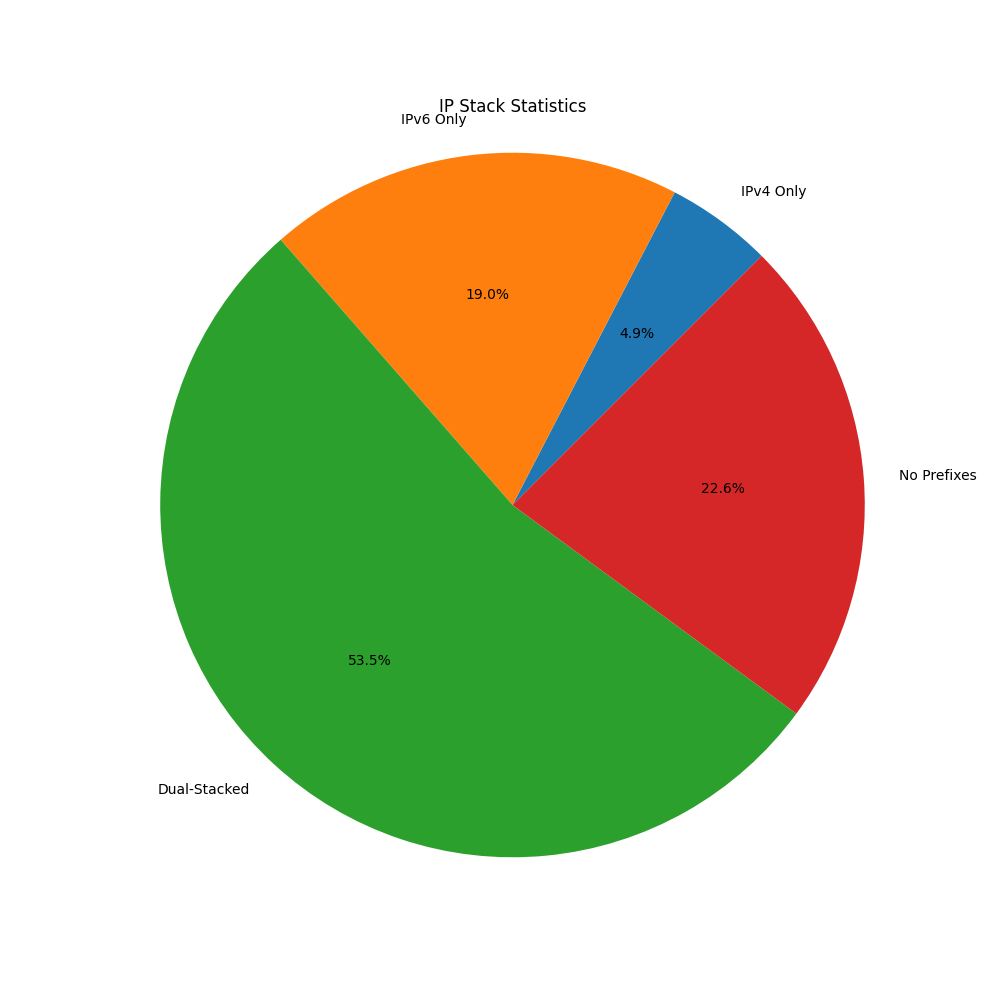 IP Stack Statistics
IPv6 Only
IPv4 Only
19.0%
4.9%
No Prefixes
22.6%
53.5%
Dual-Stacked